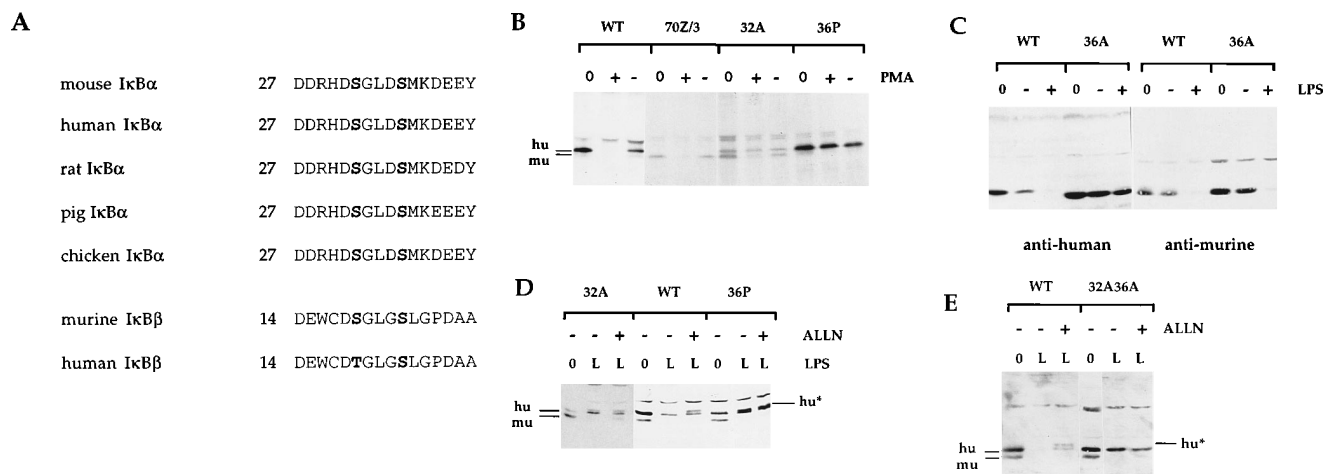 A
mouse IκBα 27 DDRHDSGLDSMKDEEY
human IκBα 27 DDRHDSGLDSMKDEEY
rat IκBα 27 DDRHDSGLDSMKDEDY
pig IκBα 27 DDRHDSGLDSMKEEEY
chicken IκBα 27 DDRHDSGLDSMKDEEY
murine IκBβ 14 DEWCDSGLGSLGPDAA
human IκBβ 14 DEWCDTGLGSLGPDAA
B
WT 70Z/3 32A 36P
0 + - 0 + - 0 + - 0 + - PMA
hu
mu
C
WT 36A WT 36A
0 - + 0 - + 0 - + 0 - + LPS
anti-human anti-murine
D
32A WT 36P
- - + - - + - - + ALLN
0 L L 0 L L 0 L L LPS
hu
mu
hu*
E
WT 32A36A
- - + - - + ALLN
0 L L 0 L L LPS
hu*
hu
mu